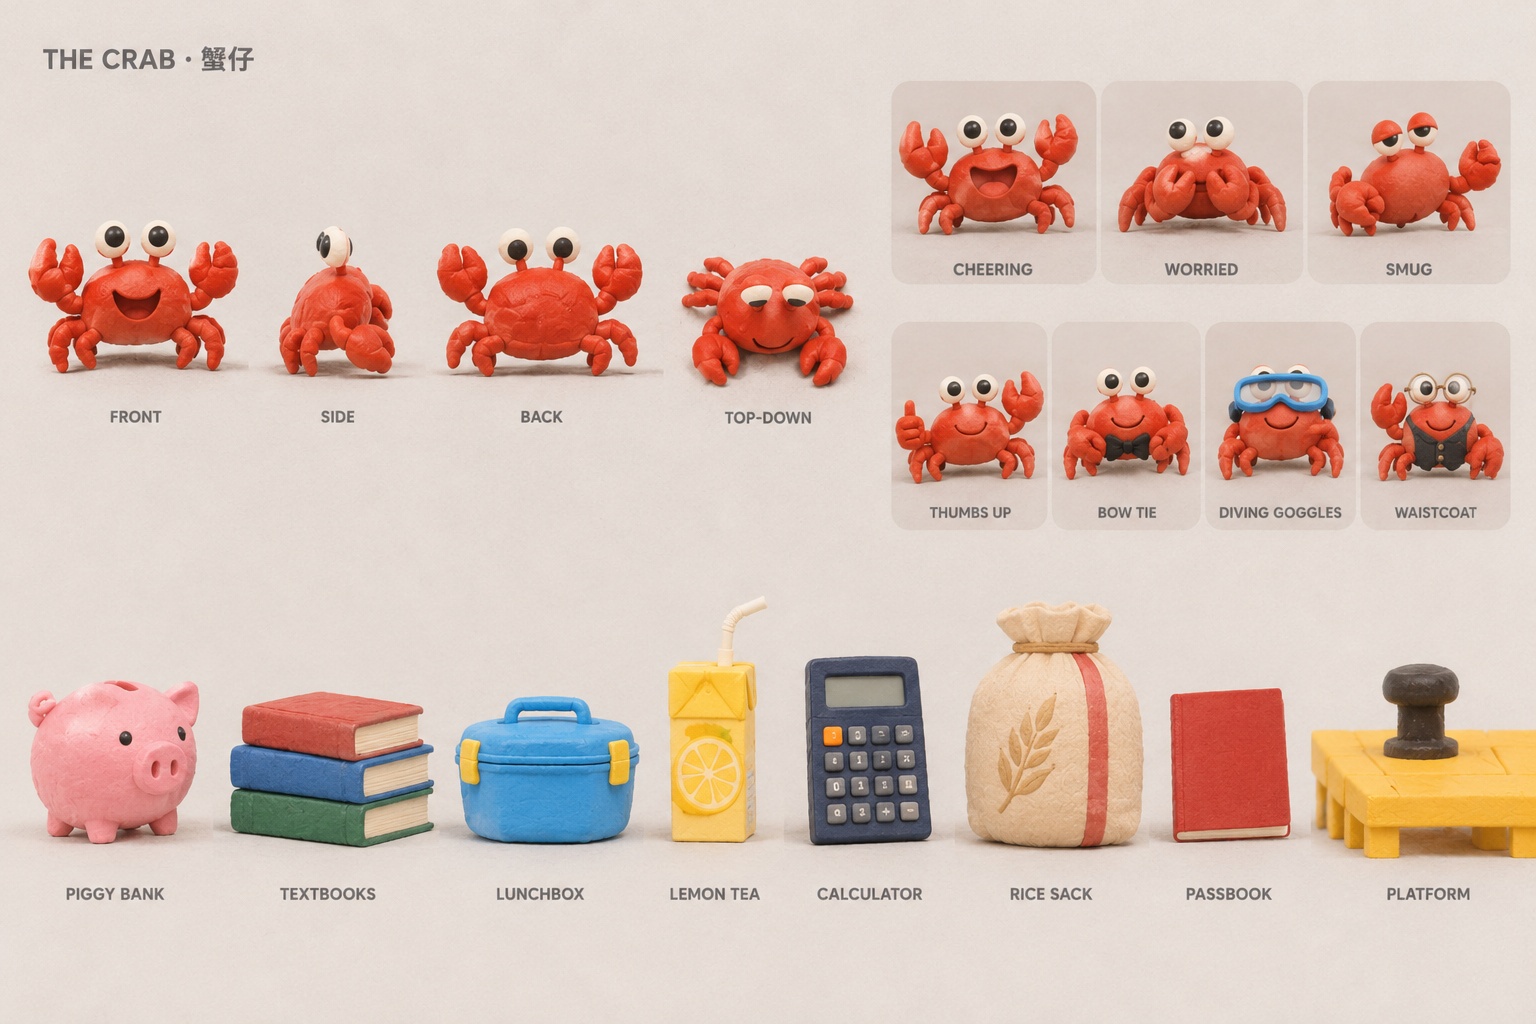 THE CRAB · 蟹仔
CHEERING
WORRIED
SMUG
FRONT
SIDE
BACK
TOP-DOWN
THUMBS UP
BOW TIE
DIVING GOGGLES
WAISTCOAT
PIGGY BANK
TEXTBOOKS
LUNCHBOX
LEMON TEA
CALCULATOR
RICE SACK
PASSBOOK
PLATFORM